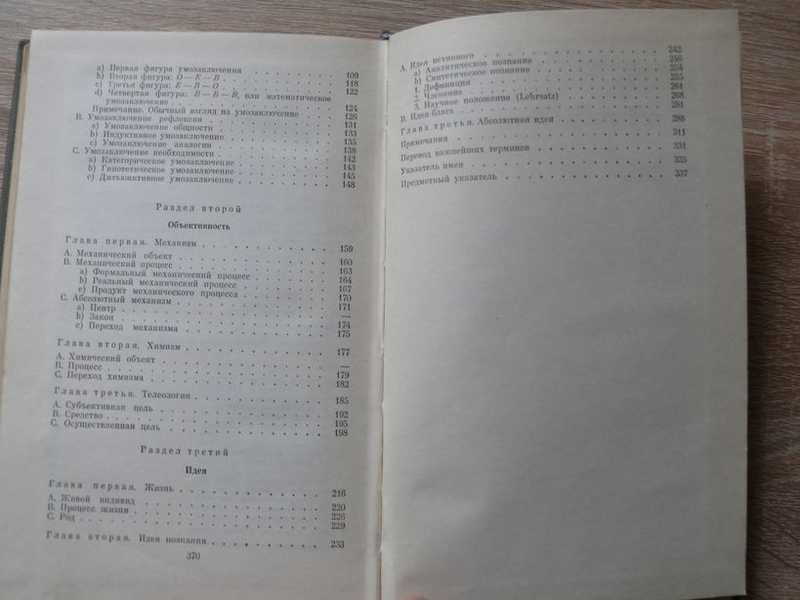 a) Первая фигура умозаключения
b) Вторая фигура: О — Е — В . . . 109
c) Третья фигура: Е — В — О . . . 118
d) Четвертая фигура: В — В — В, или математическое 122
умозаключение . . .
Примечание. Обычный взгляд на умозаключение 124
B. Умозаключение рефлексии . . . 126
a) Умозаключение общности . . . 131
b) Индуктивное умозаключение . . . 133
c) Умозаключение аналогии . . . 135
C. Умозаключение необходимости . . . 138
a) Категорическое умозаключение . . . 142
b) Гипотетическое умозаключение . . . 143
c) Дизъюнктивное умозаключение . . . 145
148
Раздел второй
Объективность
Глава первая. Механизм . . . 159
A. Механический объект . . . 160
B. Механический процесс . . . 163
a) Формальный механический процесс . . . 164
b) Реальный механический процесс . . . 167
c) Продукт механического процесса . . . 170
C. Абсолютный механизм . . . 171
a) Центр . . . —
b) Закон . . . 174
c) Переход механизма . . . 175
Глава вторая. Химизм . . . 177
A. Химический объект . . . —
B. Процесс . . . 179
C. Переход химизма . . . 182
Глава третья. Телеология . . . 185
A. Субъективная цель . . . 192
B. Средство . . . 195
C. Осуществленная цель . . . 198
Раздел третий
Идея
Глава первая. Жизнь . . . 216
A. Живой индивид . . . 220
B. Процесс жизни . . . 226
C. Род . . . 229
Глава вторая. Идея познания . . . 233
370
A. Идея истинного . . . 242
a) Аналитическое познание . . . 246
b) Синтетическое познание . . . 254
1. Дефиниция . . . 255
2. Членение . . . 261
3. Научное положение (Lehrsatz) . . . 268
B. Идея блага . . . 281
Глава третья. Абсолютная идея . . . 288
Примечания . . . 311
Перевод важнейших терминов . . . 331
Указатель имен . . . 335
Предметный указатель . . . 337